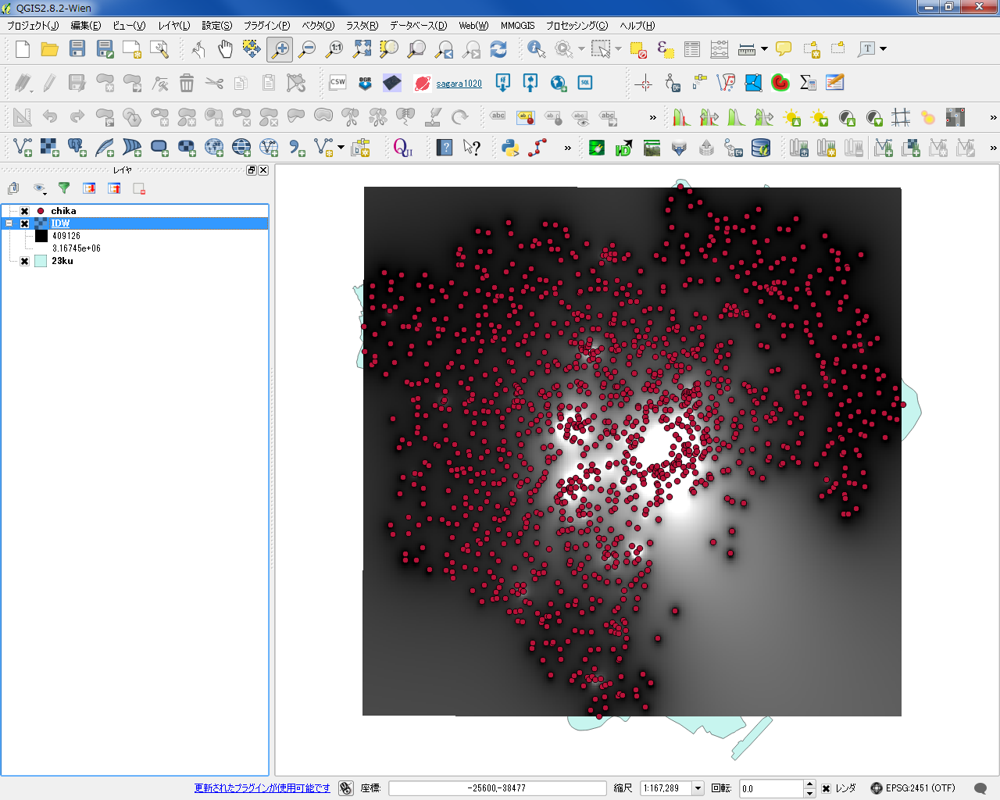 QGIS2.8.2-Wien
プロジェクト(J) 編集(E) ビュー(V) レイヤ(L) 設定(S) プラグイン(P) ベクタ(O) ラスタ(R) データベース(D) Web(W) MMQGIS プロセッシング(C) ヘルプ(H)
1:1
T
CSW OGR sagara1020 SQL
abc ab ab abc abc » »
? ? » »
レイヤ
chika
IDW
409126
3.16745e+06
23ku
更新されたプラグインが使用可能です 座標: -25600,-38477 縮尺 1:167,289 回転: 0.0 レンダ EPSG:2451 (OTF)